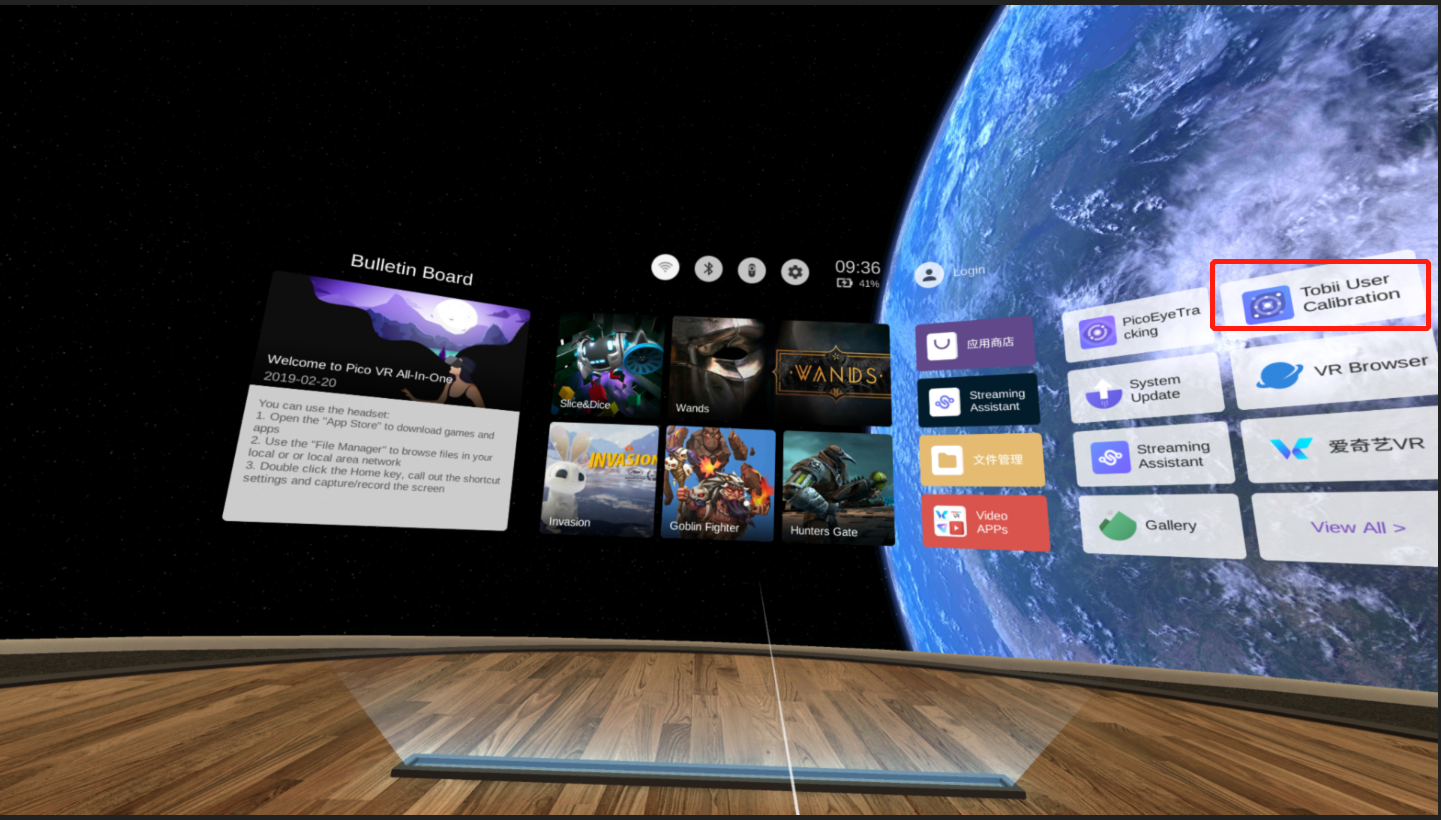 Bulletin Board
Welcome to Pico VR All-In-One
2019-02-20
You can use the headset:
1. Open the "App Store" to download games and
apps
2. Use the "File Manager" to browse files in your
local or or local area network
3. Double click the Home key, call out the shortcut
settings and capture/record the screen
09:36
41%
Slice&Dice
Wands
WANDS
INVASION
Invasion
Goblin Fighter
Hunters Gate
Login
应用商店
Streaming
Assistant
文件管理
Video
APPs
PicoEyeTra
cking
Tobii User
Calibration
System
Update
VR Browser
Streaming
Assistant
爱奇艺VR
Gallery
View All >